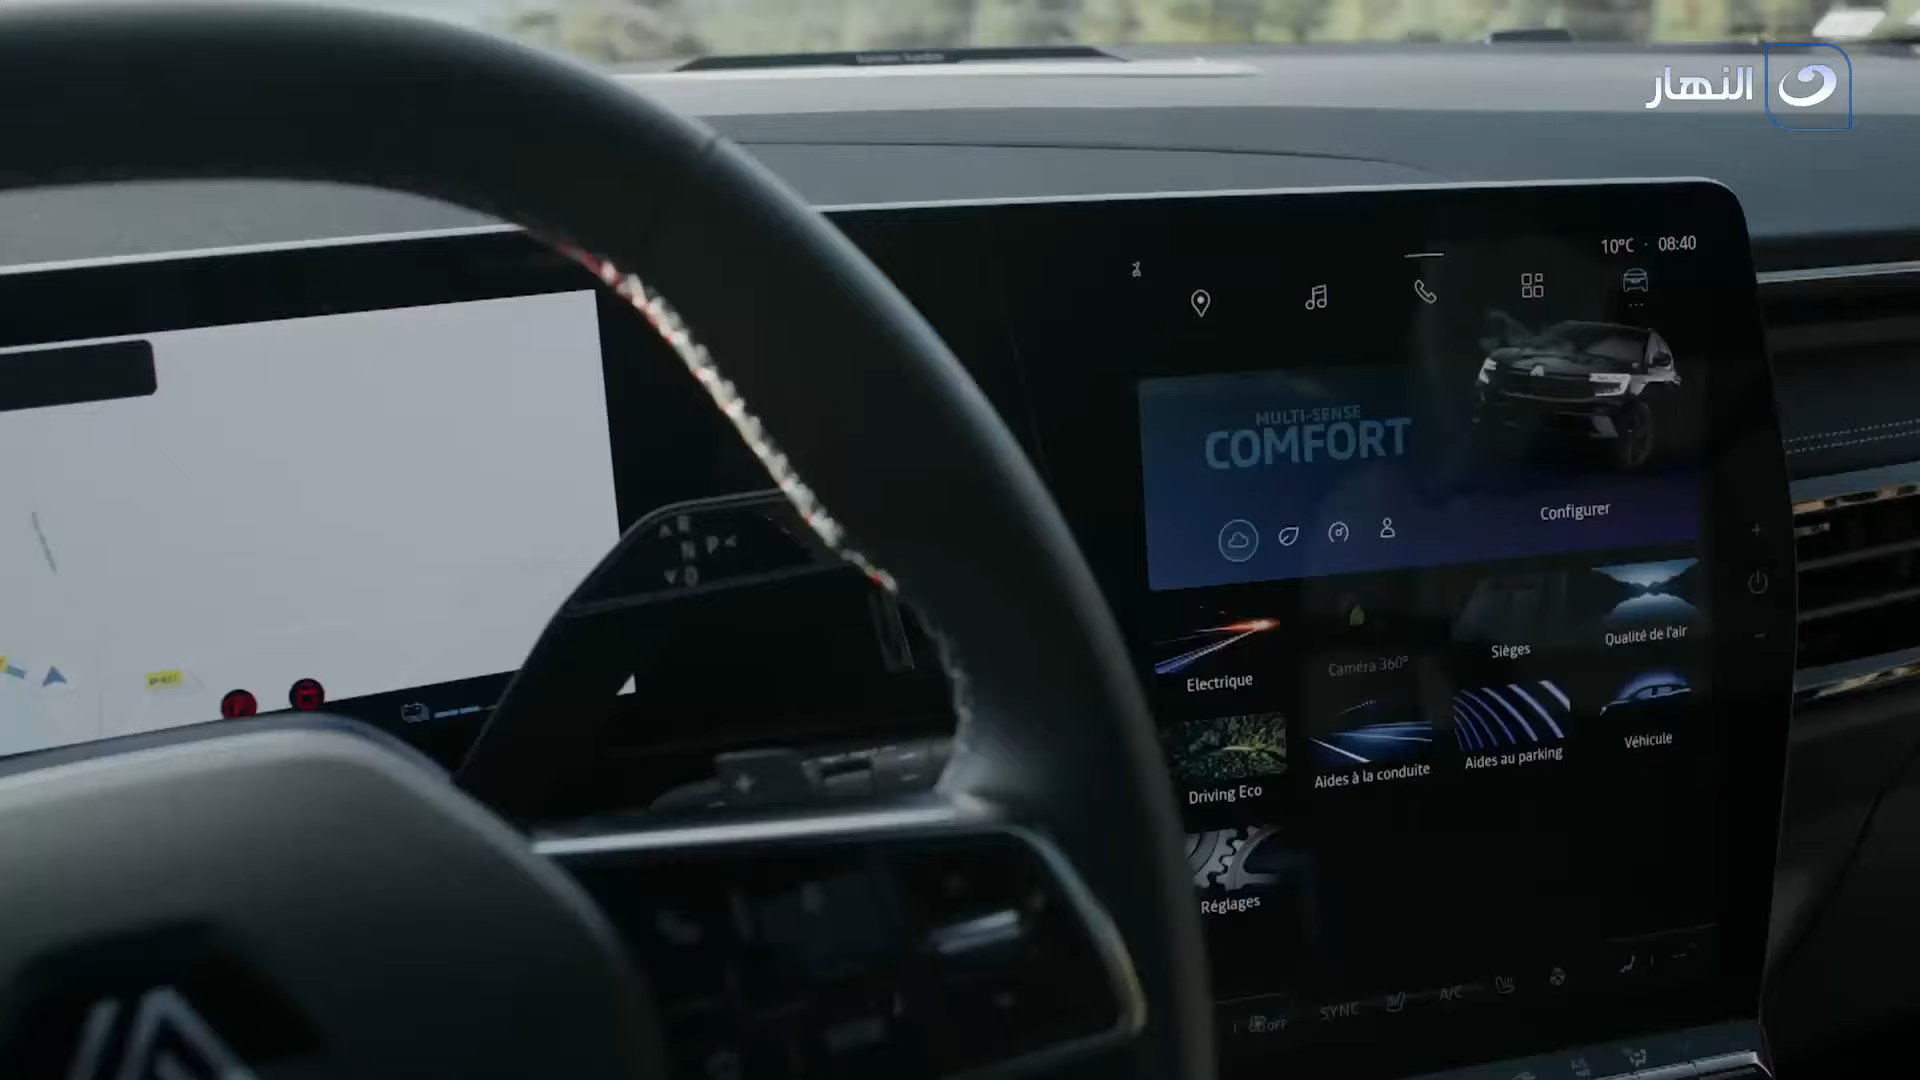 النهار
10°C · 08:40
MULTI-SENSE
COMFORT
Configurer
Electrique
Caméra 360°
Sièges
Qualité de l'air
Driving Eco
Aides à la conduite
Aides au parking
Véhicule
Réglages
OFF
SYNC
A/C
R
N P
D